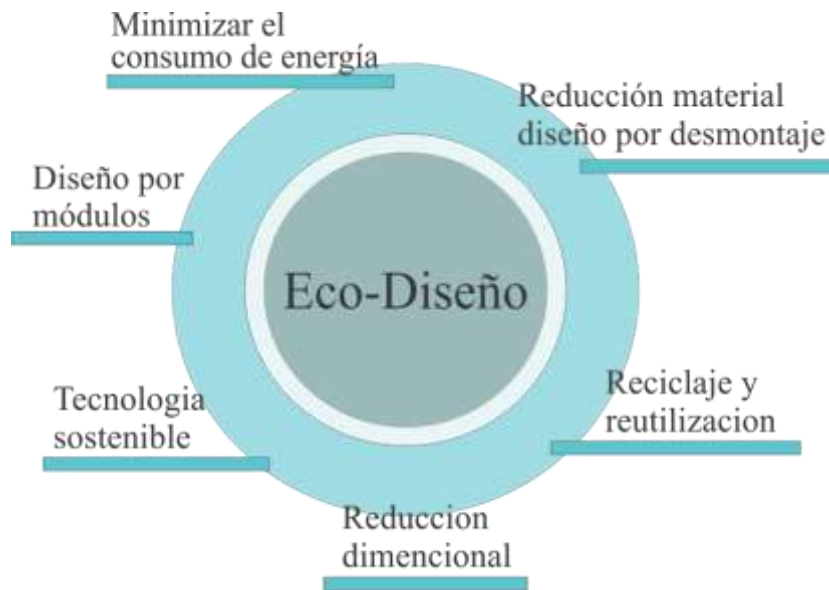 Minimizar el
consumo de energía
Reducción material
diseño por desmontaje
Diseño por
módulos
Eco-Diseño
Reciclaje y
reutilizacion
Tecnologia
sostenible
Reduccion
dimencional